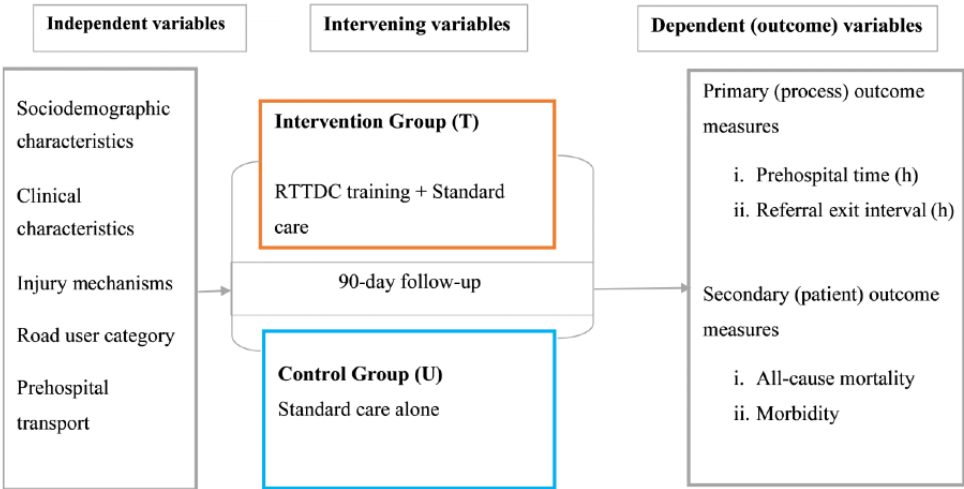 Independent variables
Intervening variables
Dependent (outcome) variables
Sociodemographic
characteristics
Clinical
characteristics
Injury mechanisms
Road user category
Prehospital
transport
Intervention Group (T)
RTTDC training + Standard
care
90-day follow-up
Control Group (U)
Standard care alone
Primary (process) outcome
measures
i. Prehospital time (h)
ii. Referral exit interval (h)
Secondary (patient) outcome
measures
i. All-cause mortality
ii. Morbidity